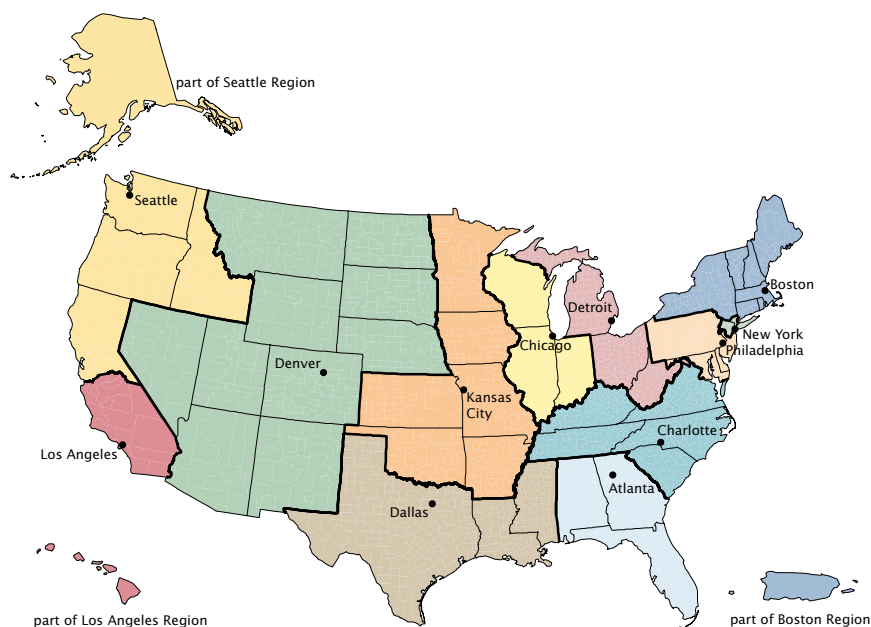 part of Seattle Region
Seattle
Boston
Detroit
New York
Chicago
Philadelphia
Denver
Kansas
City
Charlotte
Los Angeles
Atlanta
Dallas
part of Los Angeles Region
part of Boston Region